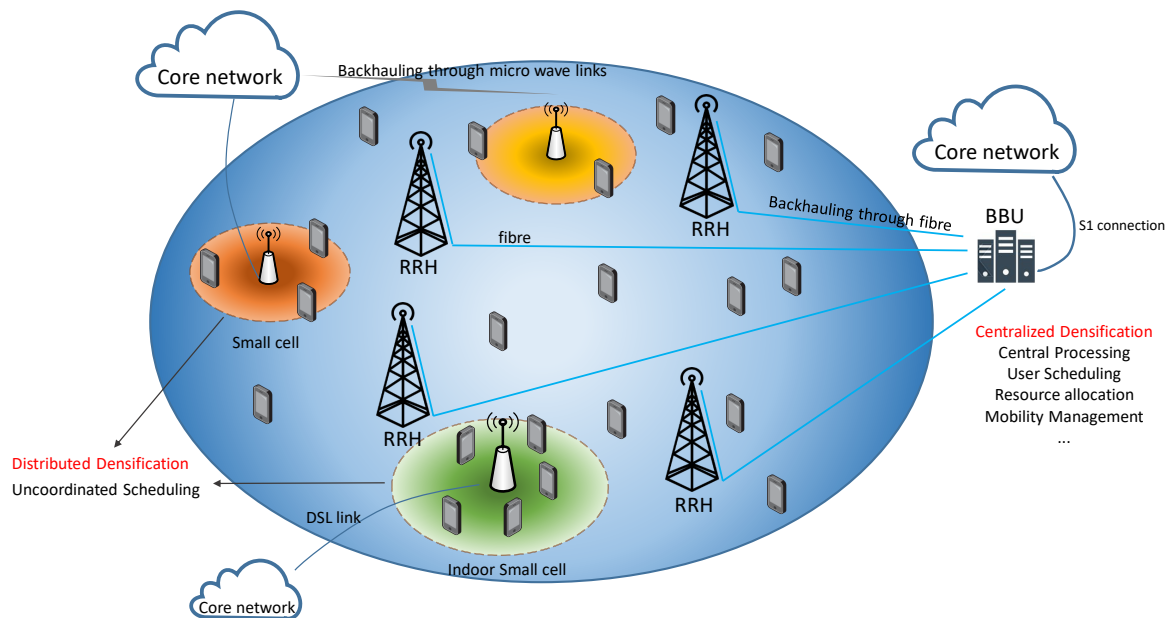 Core network
Backhauling through micro wave links
Core network
RRH
RRH
Backhauling through fibre
BBU
S1 connection
fibre
Small cell
Centralized Densification
Central Processing
User Scheduling
Resource allocation
Mobility Management
...
RRH
RRH
Distributed Densification
Uncoordinated Scheduling
DSL link
Indoor Small cell
Core network